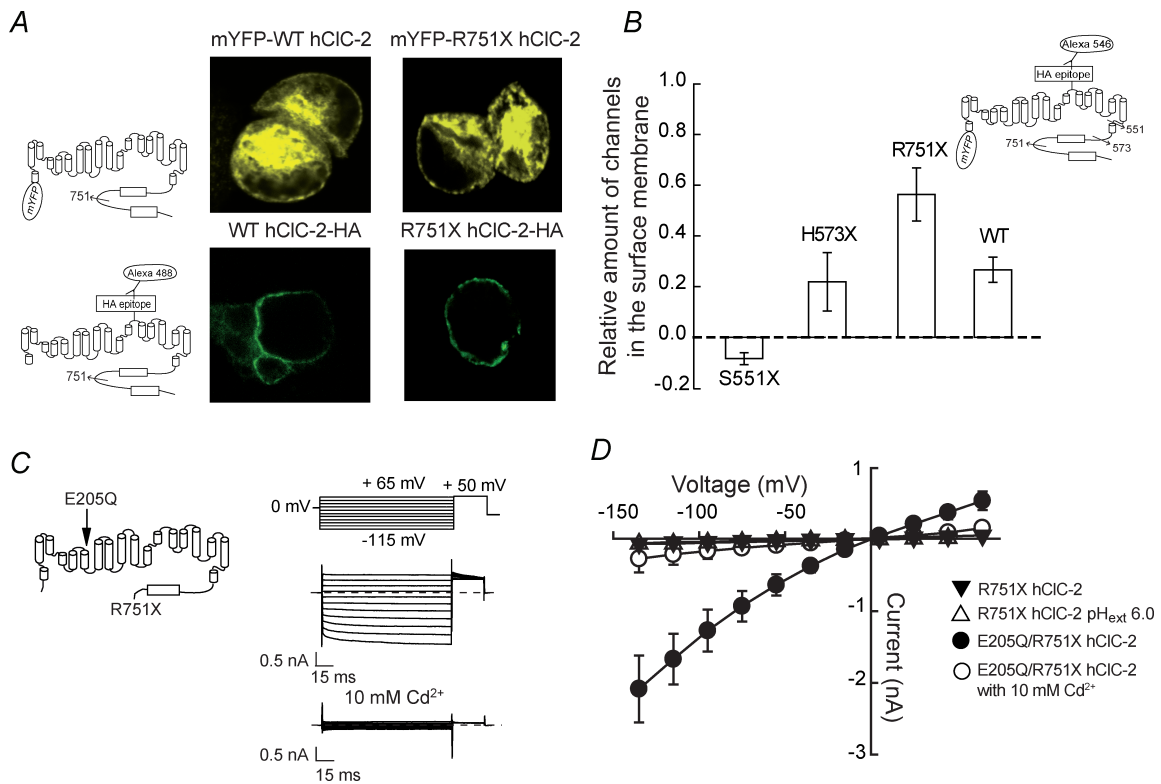 A
mYFP-WT hClC-2
mYFP-R751X hClC-2
751
mYFP
WT hClC-2-HA
R751X hClC-2-HA
Alexa 488
HA epitope
751
B
Relative amount of channels
in the surface membrane
1.0
0.8
0.6
0.4
0.2
0.0
-0.2
S551X
H573X
R751X
WT
Alexa 546
HA epitope
551
573
751
mYFP
C
E205Q
R751X
0 mV
+ 65 mV
+ 50 mV
-115 mV
0.5 nA
15 ms
10 mM Cd²⁺
0.5 nA
15 ms
D
Voltage (mV)
-150
-100
-50
1
-1
-2
-3
Current (nA)
R751X hClC-2
R751X hClC-2 pHext 6.0
E205Q/R751X hClC-2
E205Q/R751X hClC-2
with 10 mM Cd²⁺